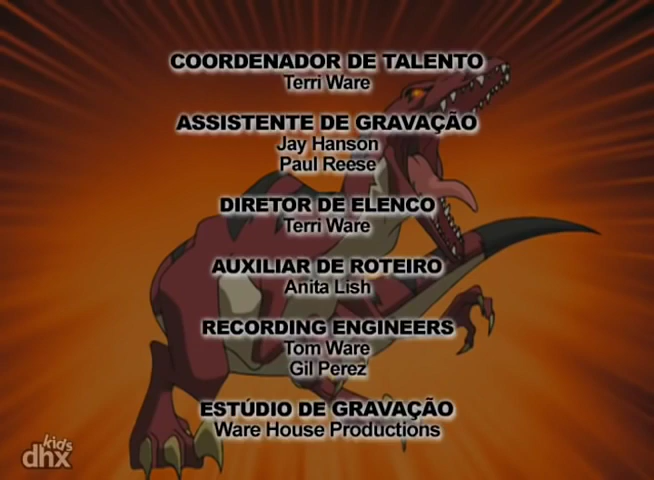 COORDENADOR DE TALENTO
Terri Ware
ASSISTENTE DE GRAVAÇÃO
Jay Hanson
Paul Reese
DIRETOR DE ELENCO
Terri Ware
AUXILIAR DE ROTEIRO
Anita Lish
RECORDING ENGINEERS
Tom Ware
Gil Perez
ESTÚDIO DE GRAVAÇÃO
Ware House Productions
kids
dhx